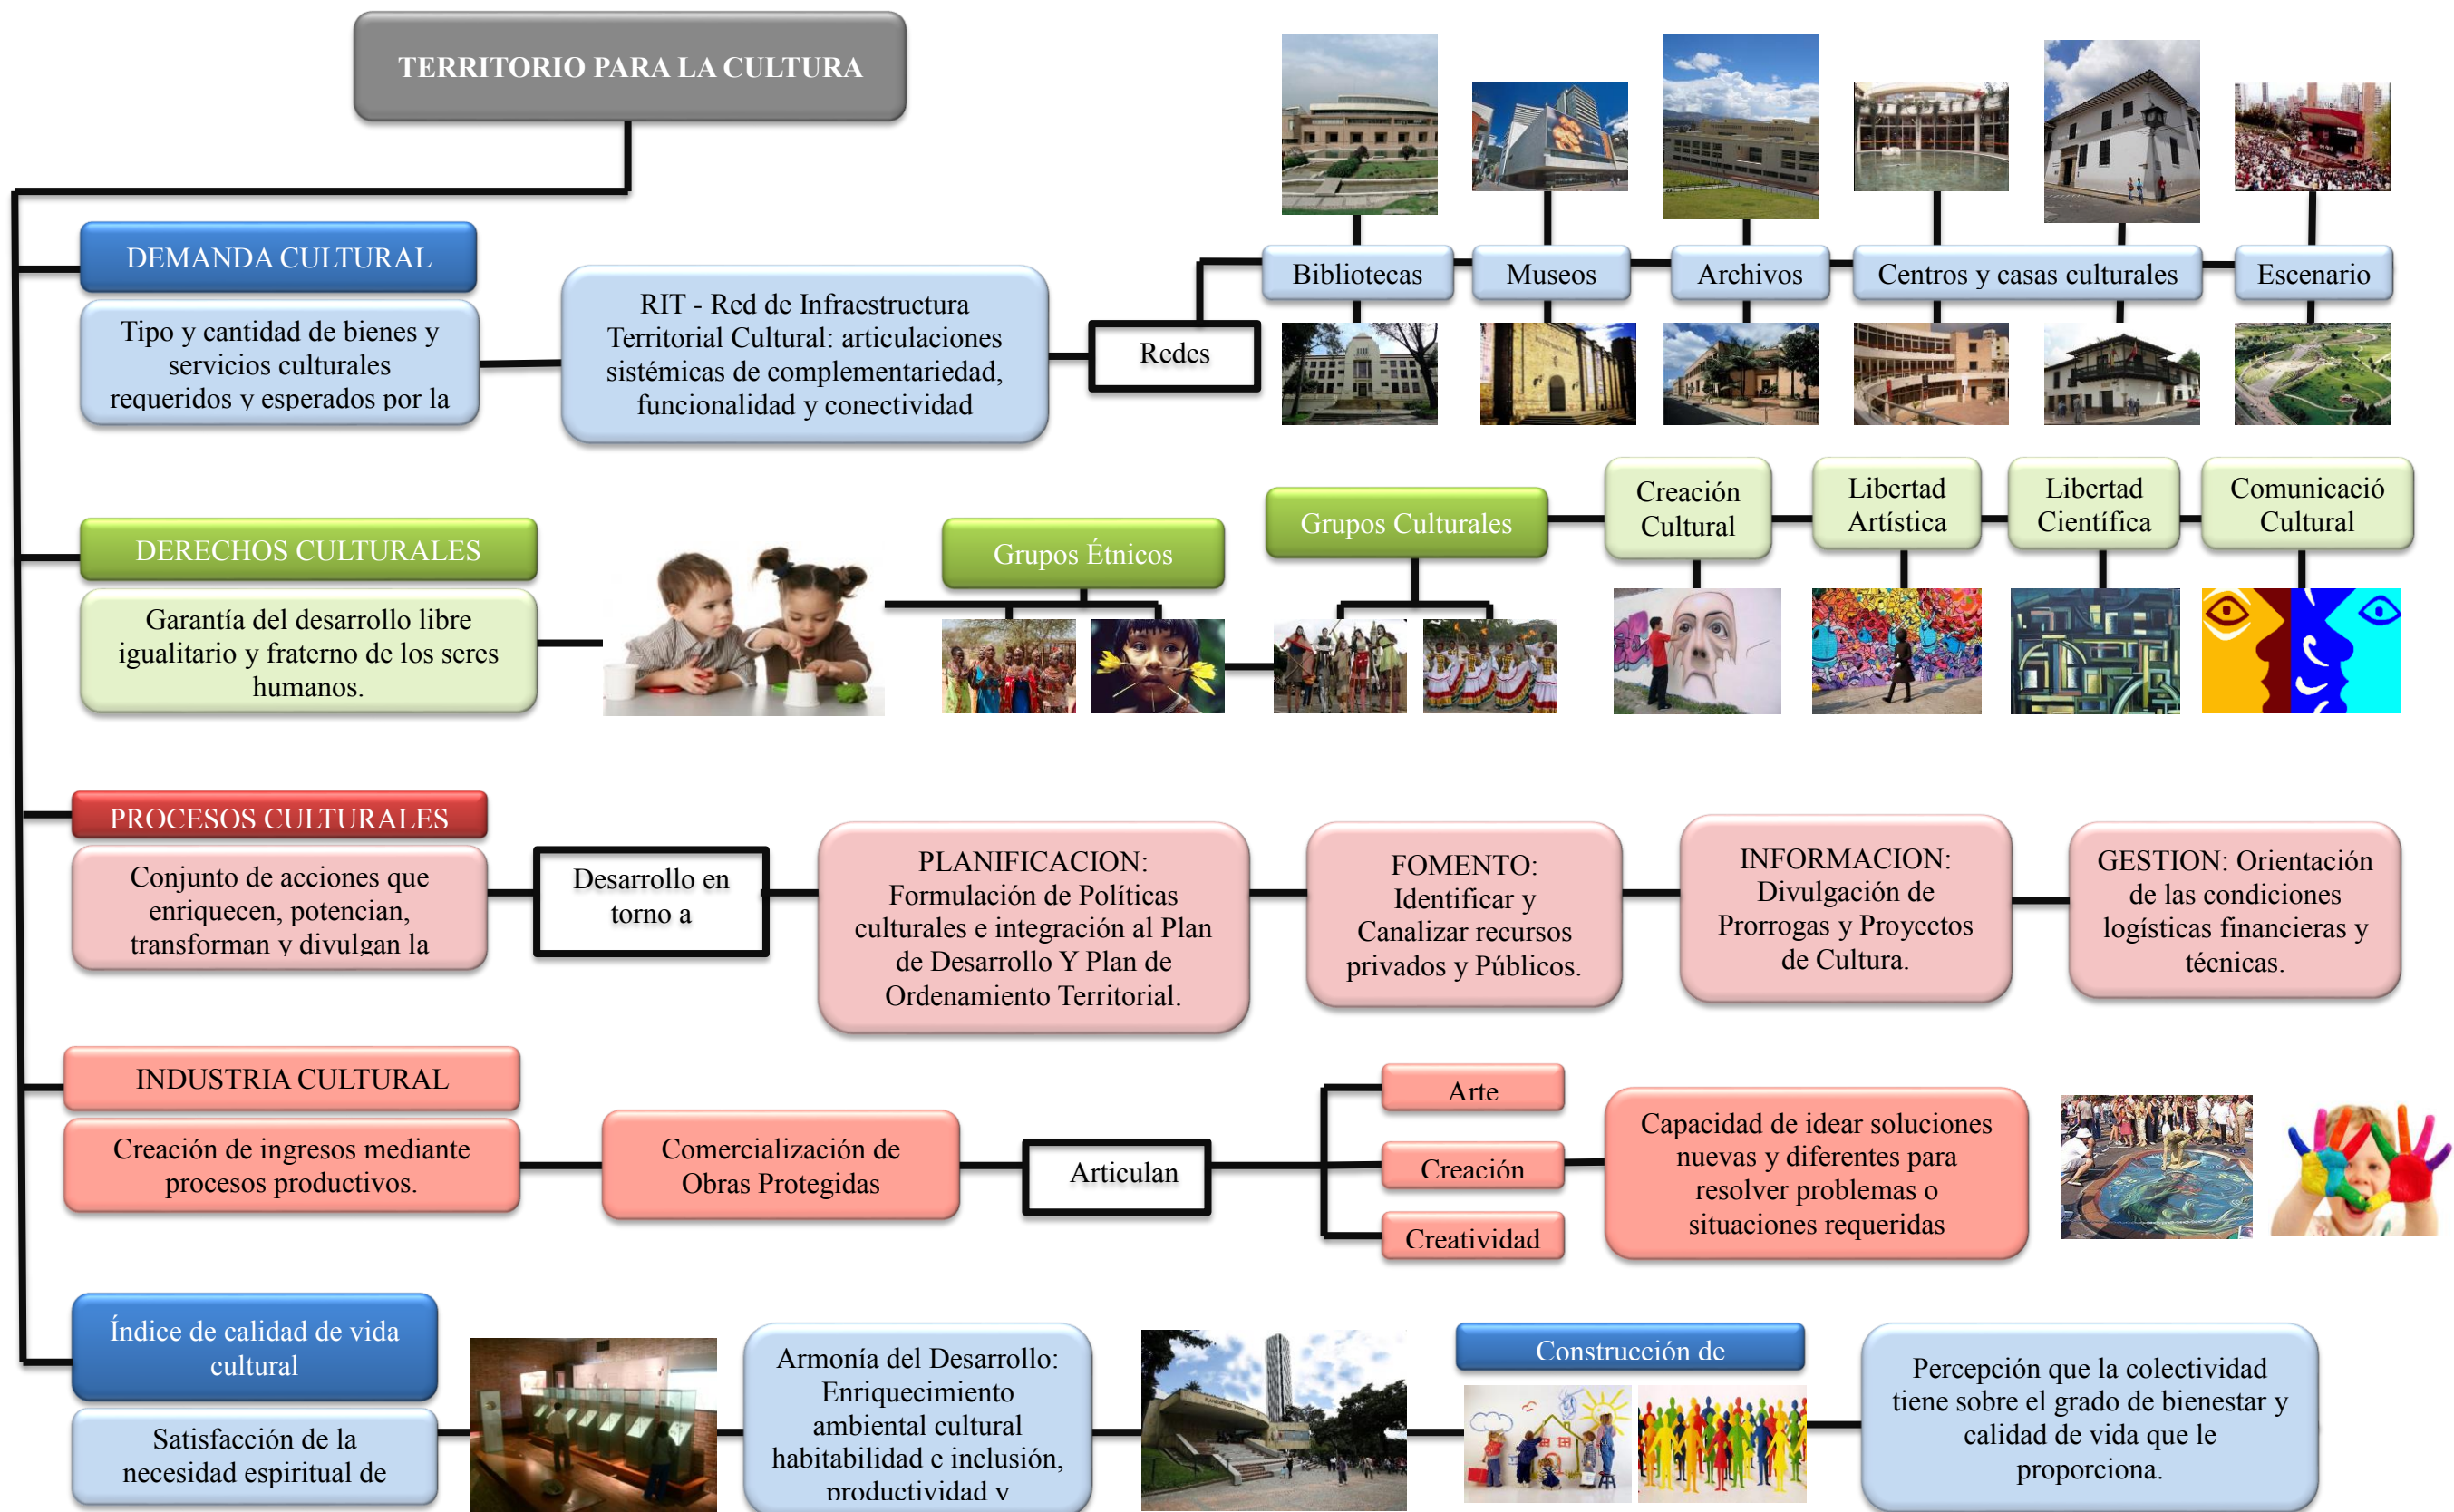 TERRITORIO PARA LA CULTURA
DEMANDA CULTURAL
Tipo y cantidad de bienes y
servicios culturales
requeridos y esperados por la
RIT - Red de Infraestructura
Territorial Cultural: articulaciones
sistémicas de complementariedad,
funcionalidad y conectividad
Redes
Bibliotecas
Museos
Archivos
Centros y casas culturales
Escenario
DERECHOS CULTURALES
Garantía del desarrollo libre
igualitario y fraterno de los seres
humanos.
Grupos Étnicos
Grupos Culturales
Creación
Cultural
Libertad
Artística
Libertad
Científica
Comunicació
Cultural
PROCESOS CULTURALES
Conjunto de acciones que
enriquecen, potencian,
transforman y divulgan la
Desarrollo en
torno a
PLANIFICACION:
Formulación de Políticas
culturales e integración al Plan
de Desarrollo Y Plan de
Ordenamiento Territorial.
FOMENTO:
Identificar y
Canalizar recursos
privados y Públicos.
INFORMACION:
Divulgación de
Prorrogas y Proyectos
de Cultura.
GESTION: Orientación
de las condiciones
logísticas financieras y
técnicas.
INDUSTRIA CULTURAL
Creación de ingresos mediante
procesos productivos.
Comercialización de
Obras Protegidas
Articulan
Arte
Creación
Creatividad
Capacidad de idear soluciones
nuevas y diferentes para
resolver problemas o
situaciones requeridas
Índice de calidad de vida
cultural
Satisfacción de la
necesidad espiritual de
Armonía del Desarrollo:
Enriquecimiento
ambiental cultural
habitabilidad e inclusión,
productividad y
Construcción de
Percepción que la colectividad
tiene sobre el grado de bienestar y
calidad de vida que le
proporciona.